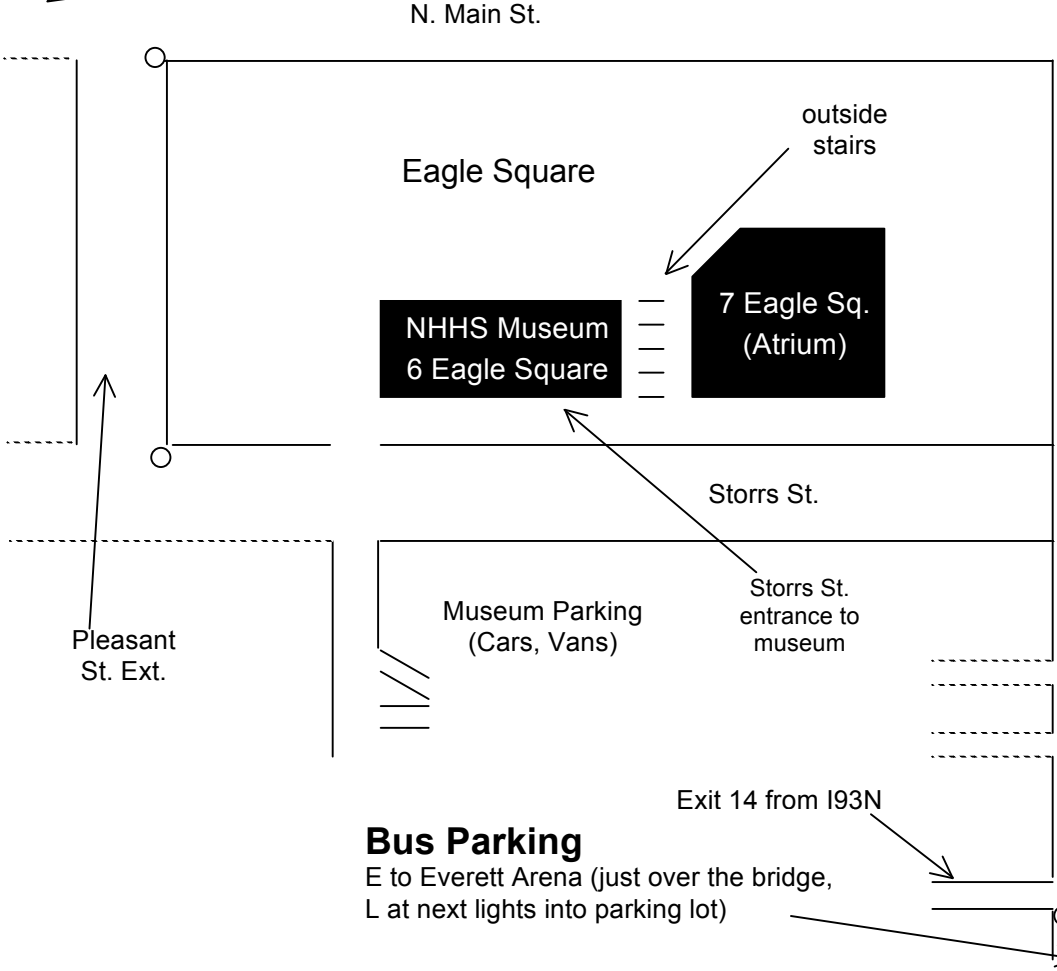 N. Main St.
outside
stairs
Eagle Square
7 Eagle Sq.
(Atrium)
NHHS Museum
6 Eagle Square
Storrs St.
Storrs St.
entrance to
museum
Museum Parking
(Cars, Vans)
Pleasant
St. Ext.
Exit 14 from I93N
Bus Parking
E to Everett Arena (just over the bridge,
L at next lights into parking lot)